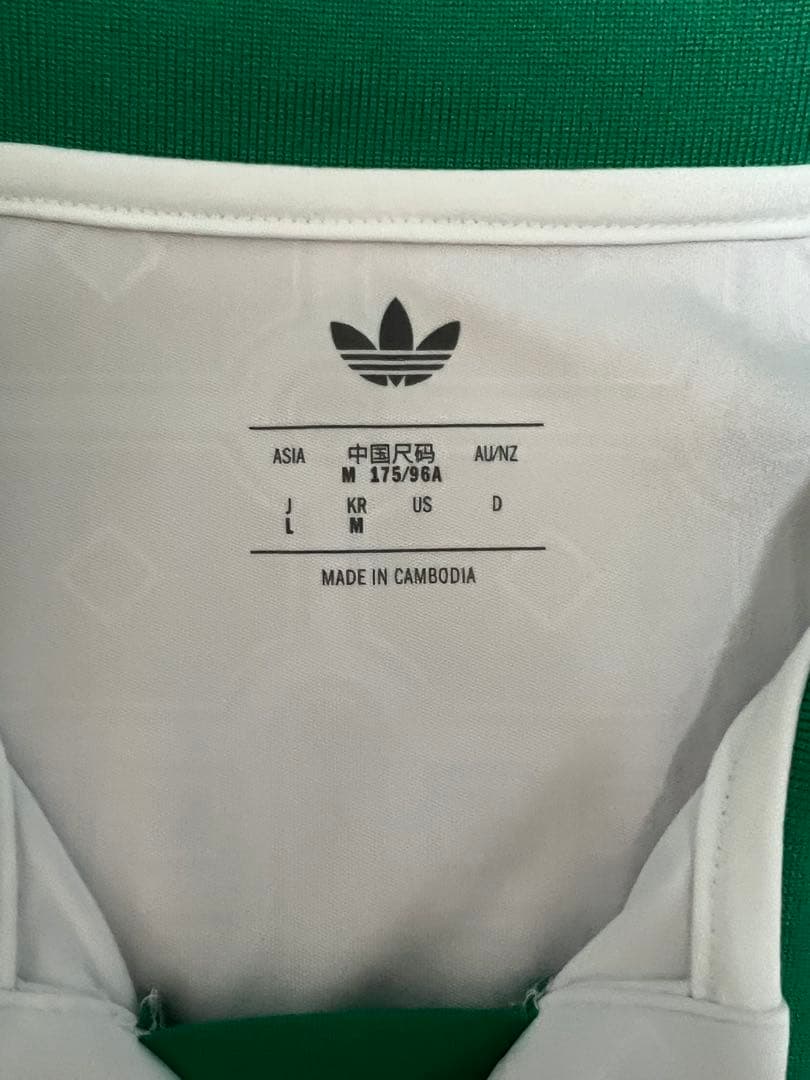 ASIA 中国尺码 AU/NZ
M 175/96A
J KR US D
L M
MADE IN CAMBODIA